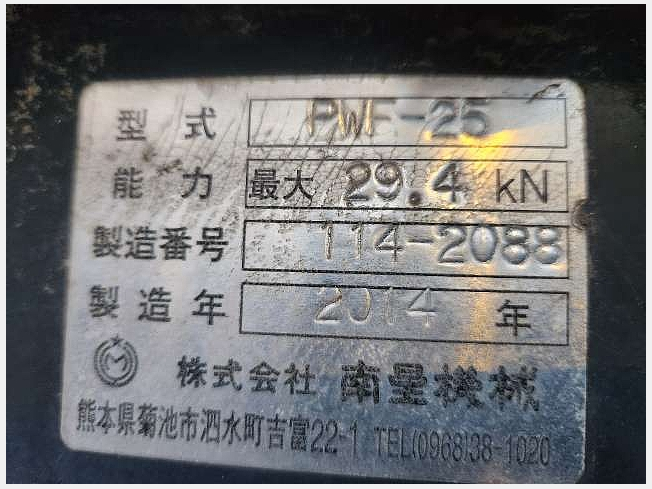 型式 PWF-25
能力 最大 29.4 kN
製造番号 114-2088
製造年 2014 年
株式会社 南星機械
熊本県菊池市泗水町吉富22-1 TEL(0968)38-1020